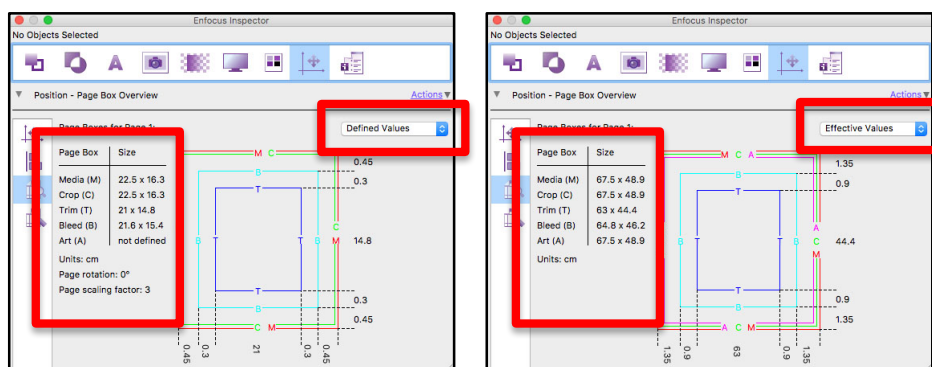 Enfocus Inspector
No Objects Selected
A
Position - Page Box Overview
Actions
Page Boxes for Page 1:
Defined Values
Page Box Size
Media (M) 22.5 x 16.3
Crop (C) 22.5 x 16.3
Trim (T) 21 x 14.8
Bleed (B) 21.6 x 15.4
Art (A) not defined
Units: cm
Page rotation: 0°
Page scaling factor: 3
M C
B
T
0.45
0.3
B T T B C M 14.8
T
B
C M
0.3
0.45
0.45 0.3 21 0.3 0.45
Enfocus Inspector
No Objects Selected
A
Position - Page Box Overview
Actions
Page Boxes for Page 1:
Effective Values
Page Box Size
Media (M) 67.5 x 48.9
Crop (C) 67.5 x 48.9
Trim (T) 63 x 44.4
Bleed (B) 64.8 x 46.2
Art (A) 67.5 x 48.9
Units: cm
M C A
B
T
1.35
0.9
B T T B A C M 44.4
T
B
A C M
0.9
1.35
1.35 0.9 63 0.9 1.35